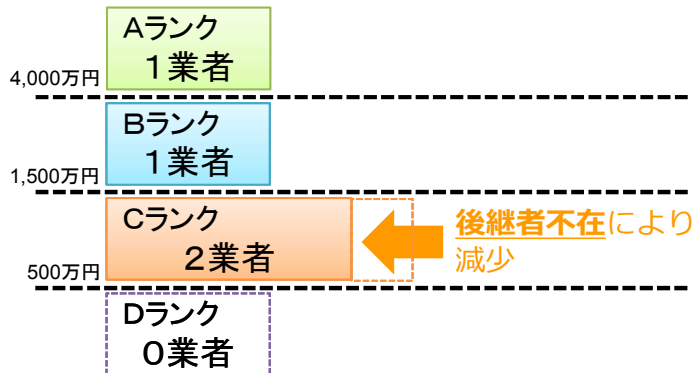 Aランク
1業者
4,000万円
Bランク
1業者
1,500万円
Cランク
2業者
後継者不在により
減少
500万円
Dランク
0業者